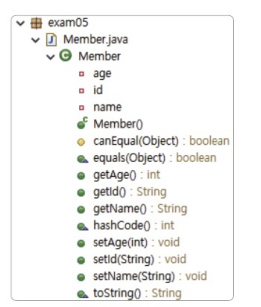 exam05
Member.java
Member
age
id
name
Member()
canEqual(Object) : boolean
equals(Object) : boolean
getAge() : int
getId() : String
getName() : String
hashCode() : int
setAge(int) : void
setId(String) : void
setName(String) : void
toString() : String